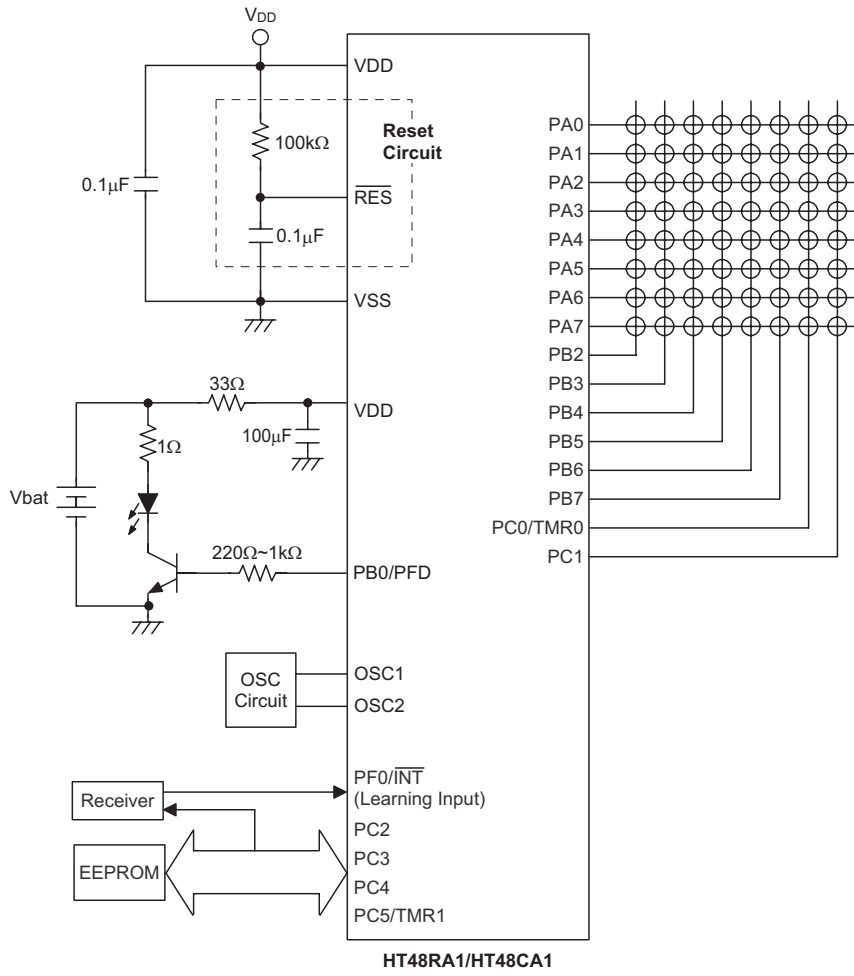 VDD
VDD
Reset
Circuit
100kΩ
0.1μF
RES
0.1μF
VSS
33Ω
VDD
100μF
1Ω
Vbat
220Ω~1kΩ
PB0/PFD
OSC
Circuit
OSC1
OSC2
PF0/INT
(Learning Input)
Receiver
PC2
PC3
EEPROM
PC4
PC5/TMR1
PA0
PA1
PA2
PA3
PA4
PA5
PA6
PA7
PB2
PB3
PB4
PB5
PB6
PB7
PC0/TMR0
PC1
HT48RA1/HT48CA1